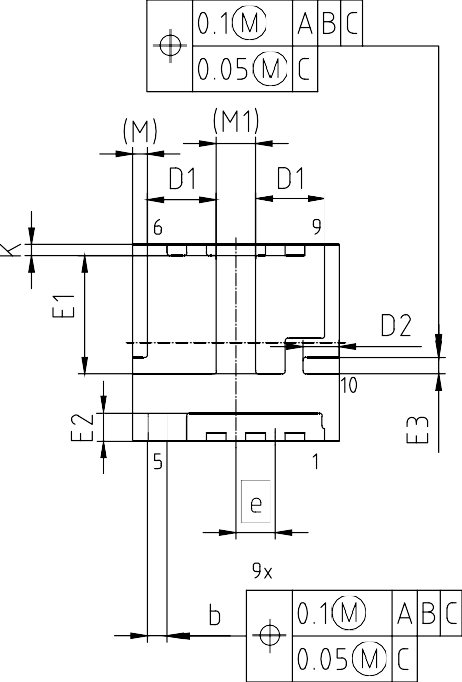 0.1Ⓜ A B C
0.05Ⓜ C
(M) (M1)
D1 D1
6 9
K
E1
D2
10
E2
E3
5 1
e
9x
b
0.1Ⓜ A B C
0.05Ⓜ C